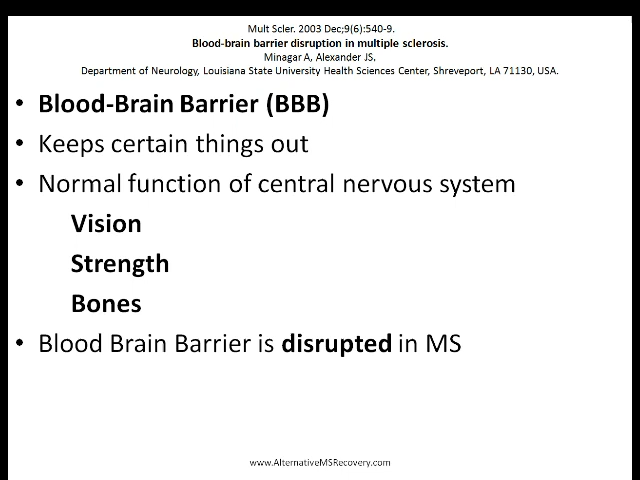 Mult Scler. 2003 Dec;9(6):540-9.
Blood-brain barrier disruption in multiple sclerosis.
Minagar A, Alexander JS.
Department of Neurology, Louisiana State University Health Sciences Center, Shreveport, LA 71130, USA.
• Blood-Brain Barrier (BBB)
• Keeps certain things out
• Normal function of central nervous system
Vision
Strength
Bones
• Blood Brain Barrier is disrupted in MS
www.AlternativeMSRecovery.com